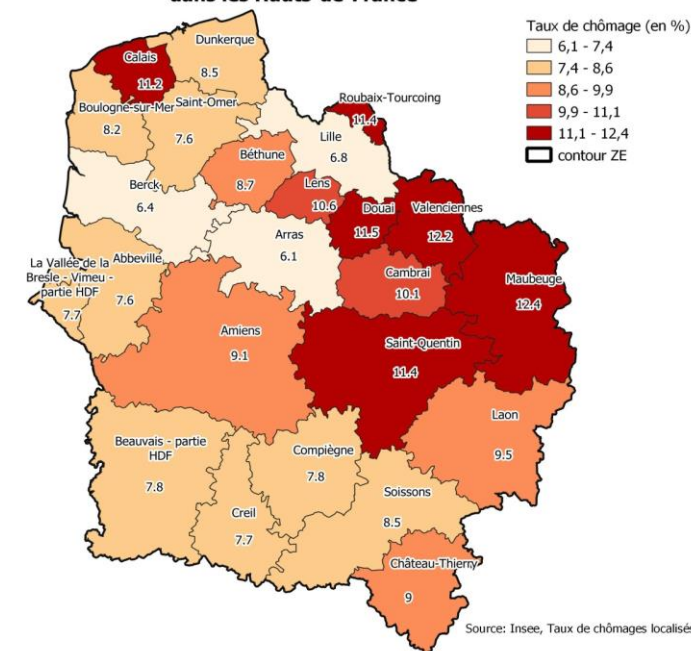 dans les Hauts-de-France
Taux de chômage (en %)
6,1 - 7,4
7,4 - 8,6
8,6 - 9,9
9,9 - 11,1
11,1 - 12,4
contour ZE
Dunkerque
8.5
Calais
11.2
Boulogne-sur-Mer
8.2
Saint-Omer
7.6
Roubaix-Tourcoing
11.4
Lille
6.8
Béthune
8.7
Lens
10.6
Berck
6.4
Douai
11.5
Valenciennes
12.2
Arras
6.1
Cambrai
10.1
Maubeuge
12.4
La Vallée de la
Bresle - Vimeu -
partie HDF
7.7
Abbeville
7.6
Amiens
9.1
Saint-Quentin
11.4
Laon
9.5
Beauvais - partie
HDF
7.8
Compiègne
7.8
Creil
7.7
Soissons
8.5
Château-Thierry
9
Source: Insee, Taux de chômages localisés